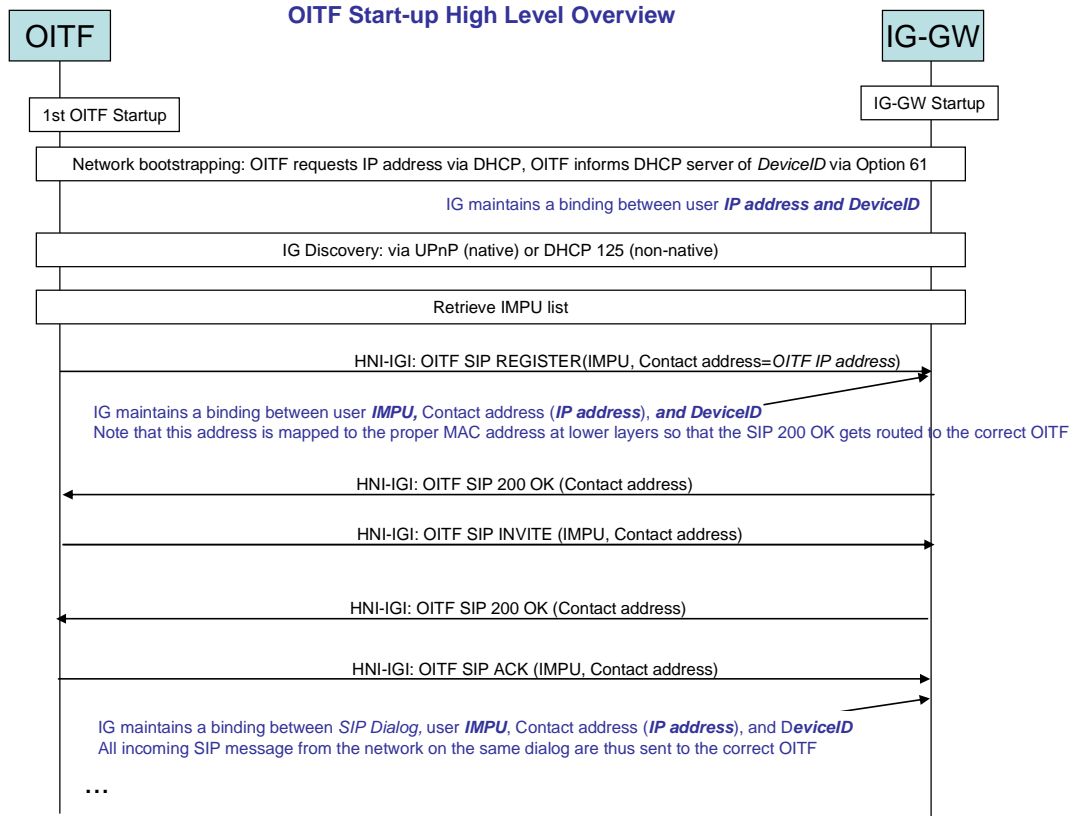 OITF Start-up High Level Overview
OITF
IG-GW
1st OITF Startup
IG-GW Startup
Network bootstrapping: OITF requests IP address via DHCP, OITF informs DHCP server of DeviceID via Option 61
IG maintains a binding between user IP address and DeviceID
IG Discovery: via UPnP (native) or DHCP 125 (non-native)
Retrieve IMPU list
HNI-IGI: OITF SIP REGISTER(IMPU, Contact address=OITF IP address)
IG maintains a binding between user IMPU, Contact address (IP address), and DeviceID
Note that this address is mapped to the proper MAC address at lower layers so that the SIP 200 OK gets routed to the correct OITF
HNI-IGI: OITF SIP 200 OK (Contact address)
HNI-IGI: OITF SIP INVITE (IMPU, Contact address)
HNI-IGI: OITF SIP 200 OK (Contact address)
HNI-IGI: OITF SIP ACK (IMPU, Contact address)
IG maintains a binding between SIP Dialog, user IMPU, Contact address (IP address), and DeviceID
All incoming SIP message from the network on the same dialog are thus sent to the correct OITF
...